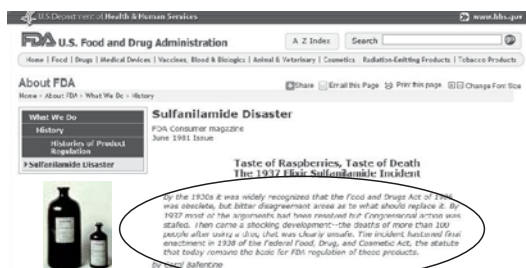 U.S. Department of Health & Human Services
www.hhs.gov
FDA U.S. Food and Drug Administration
A-Z Index
Search
Home | Food | Drugs | Medical Devices | Vaccines, Blood & Biologics | Animal & Veterinary | Cosmetics | Radiation-Emitting Products | Tobacco Products
About FDA
Share Email this Page Print this page Change Font Size
Home > About FDA > What We Do > History
What We Do
History
Histories of Product
Regulation
Sulfanilamide Disaster
Sulfanilamide Disaster
FDA Consumer magazine
June 1981 Issue
Taste of Raspberries, Taste of Death
The 1937 Elixir Sulfanilamide Incident
By the 1930s it was widely recognized that the Food and Drugs Act of 1906
was obsolete, but bitter disagreement arose as to what should replace it. By
1937 most of the arguments had been resolved but Congressional action was
stalled. Then came a shocking development--the deaths of more than 100
people after using a drug that was clearly unsafe. The incident hastened final
enactment in 1938 of the Federal Food, Drug, and Cosmetic Act, the statute
that today remains the basis for FDA regulation of these products.
by Carol Ballentine